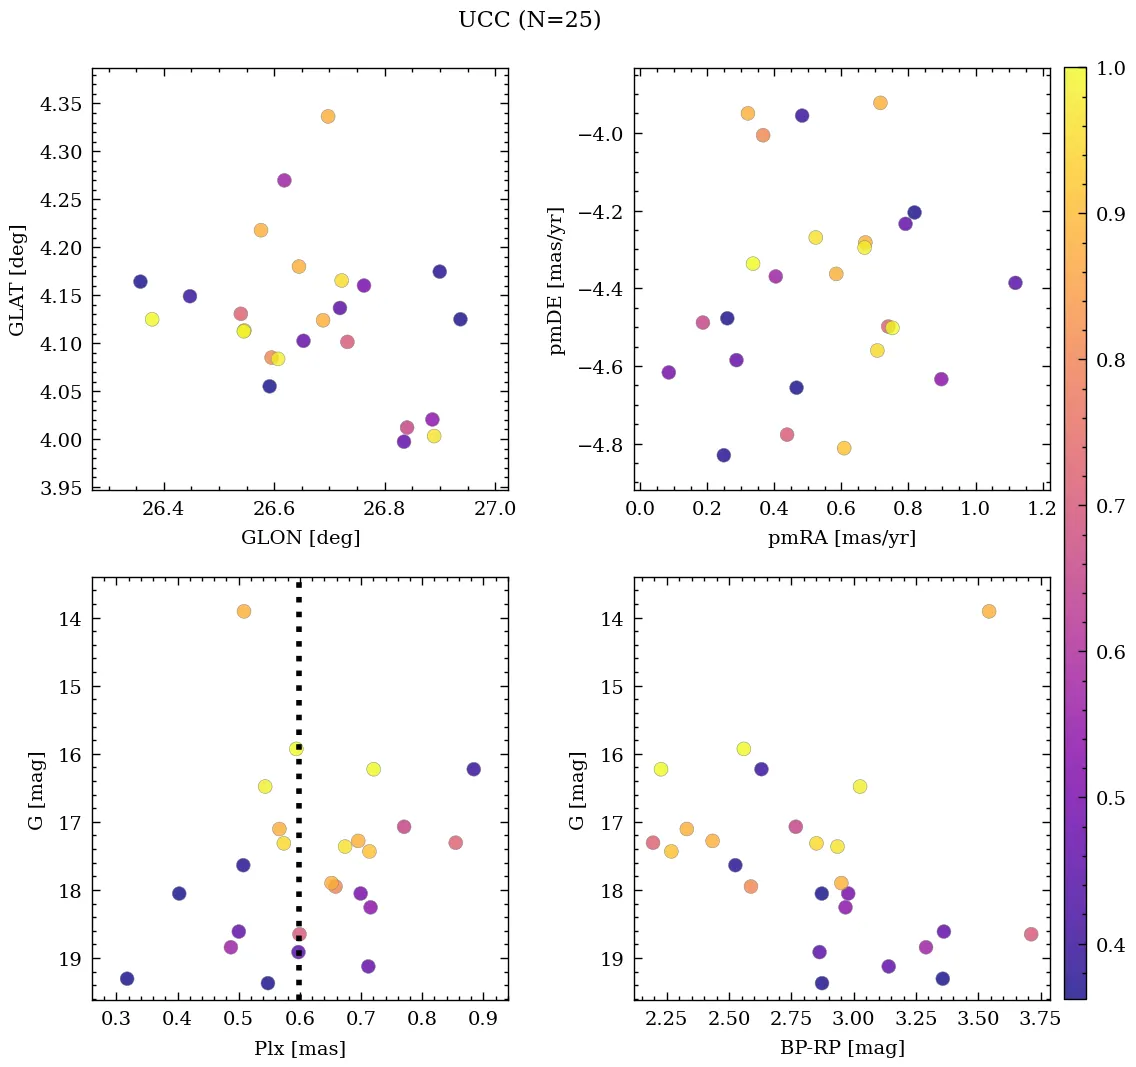 UCC (N=25)
4.35
4.30
4.25
4.20
4.15
4.10
4.05
4.00
3.95
GLAT [deg]
26.4 26.6 26.8 27.0
GLON [deg]
−4.0
−4.2
−4.4
−4.6
−4.8
pmDE [mas/yr]
0.0 0.2 0.4 0.6 0.8 1.0 1.2
pmRA [mas/yr]
14
15
16
17
18
19
G [mag]
0.3 0.4 0.5 0.6 0.7 0.8 0.9
Plx [mas]
14
15
16
17
18
19
G [mag]
2.25 2.50 2.75 3.00 3.25 3.50 3.75
BP-RP [mag]
1.0
0.9
0.8
0.7
0.6
0.5
0.4